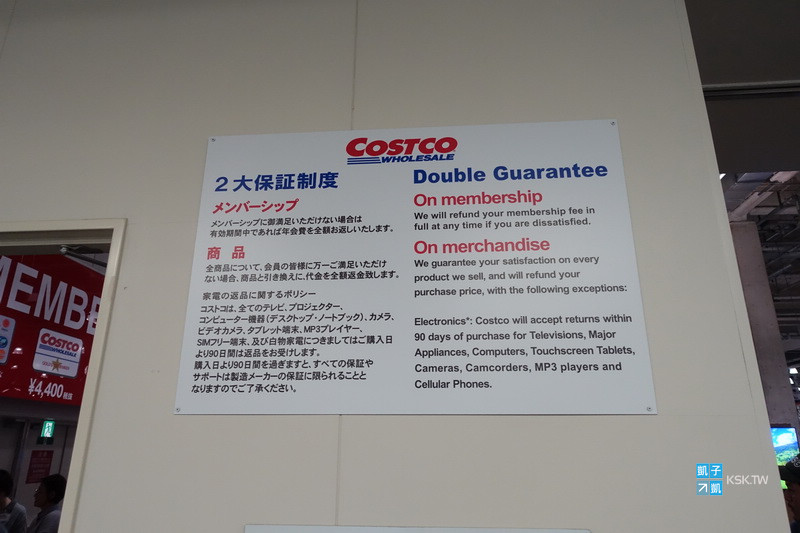 COSTCO
WHOLESALE
2大保証制度
メンバーシップ
メンバーシップに御満足いただけない場合は
有効期間中であれば年会費を全額お返しいたします。
商品
全商品について、会員の皆様に万一ご満足いただけ
ない場合、商品と引き換えに、代金を全額返金致します。
家電の返品に関するポリシー
コストコは、全てのテレビ、プロジェクター、
コンピューター機器(デスクトップ・ノートブック)、カメラ、
ビデオカメラ、タブレット端末、MP3プレイヤー、
SIMフリー端末、及び白物家電につきましてはご購入日
より90日間は返品をお受けします。
購入日より90日間を過ぎますと、すべての保証や
サポートは製造メーカーの保証に限られることと
なりますのでご了承ください。
Double Guarantee
On membership
We will refund your membership fee in
full at any time if you are dissatisfied.
On merchandise
We guarantee your satisfaction on every
product we sell, and will refund your
purchase price, with the following exceptions:
Electronics*: Costco will accept returns within
90 days of purchase for Televisions, Major
Appliances, Computers, Touchscreen Tablets,
Cameras, Camcorders, MP3 players and
Cellular Phones.
MEMBE
COSTCO
WHOLESALE
¥4,400税抜
凱子凱 KSK.TW